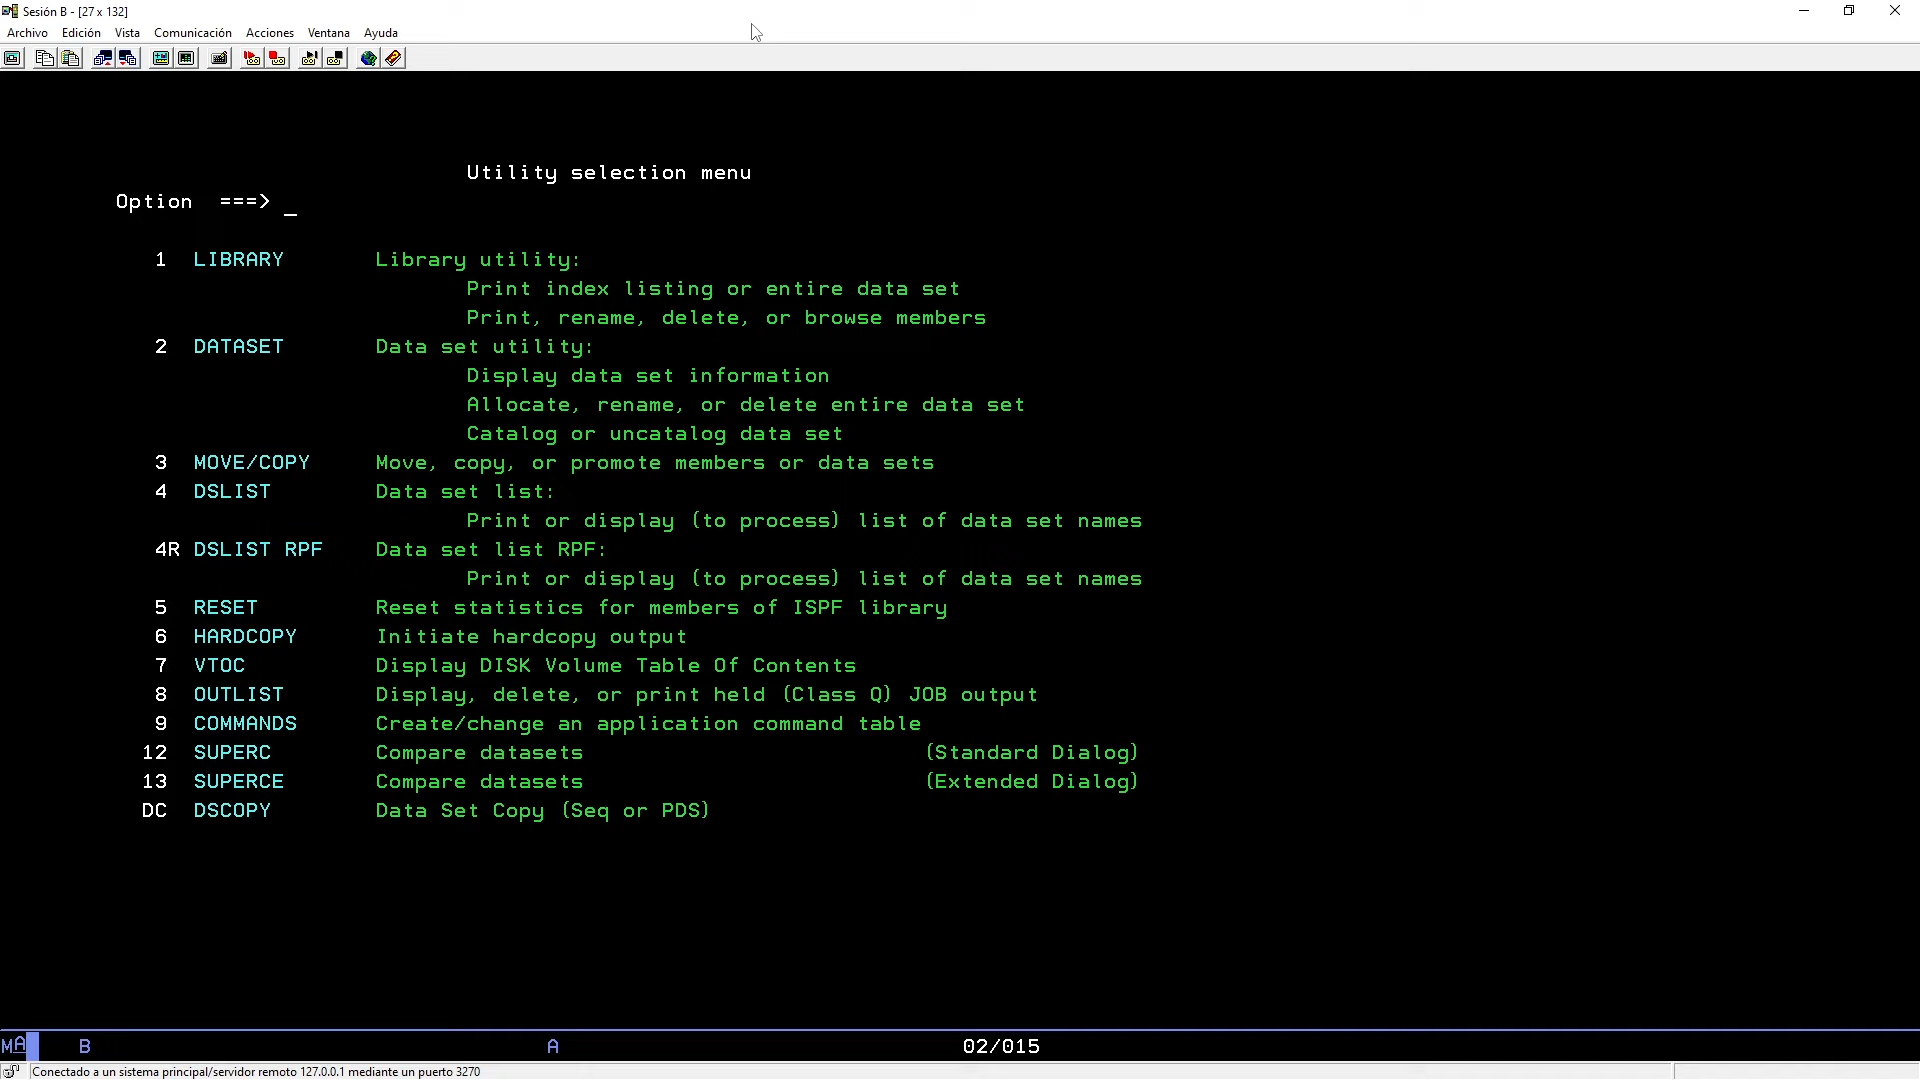 Sesión B - [27 x 132]
Archivo Edición Vista Comunicación Acciones Ventana Ayuda
Utility selection menu
Option ===> _
1 LIBRARY Library utility:
Print index listing or entire data set
Print, rename, delete, or browse members
2 DATASET Data set utility:
Display data set information
Allocate, rename, or delete entire data set
Catalog or uncatalog data set
3 MOVE/COPY Move, copy, or promote members or data sets
4 DSLIST Data set list:
Print or display (to process) list of data set names
4R DSLIST RPF Data set list RPF:
Print or display (to process) list of data set names
5 RESET Reset statistics for members of ISPF library
6 HARDCOPY Initiate hardcopy output
7 VTOC Display DISK Volume Table Of Contents
8 OUTLIST Display, delete, or print held (Class Q) JOB output
9 COMMANDS Create/change an application command table
12 SUPERC Compare datasets (Standard Dialog)
13 SUPERCE Compare datasets (Extended Dialog)
DC DSCOPY Data Set Copy (Seq or PDS)
MA B A 02/015
Conectado a un sistema principal/servidor remoto 127.0.0.1 mediante un puerto 3270